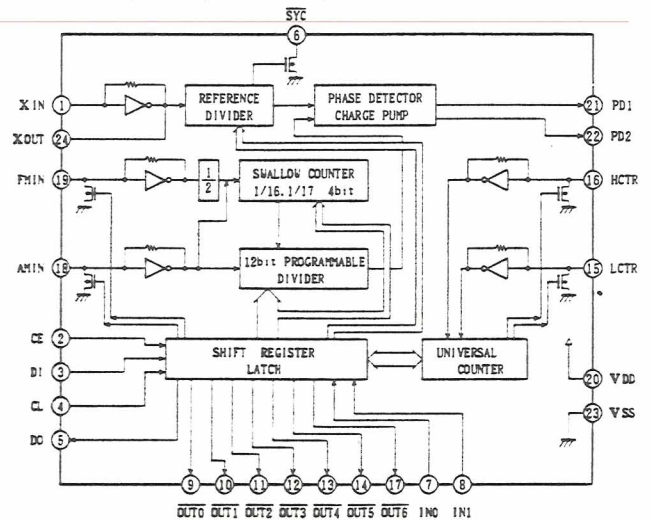 SYC
6
XIN 1 REFERENCE DIVIDER PHASE DETECTOR CHARGE PUMP 21 PD1
XOUT 24 22 PD2
FMIN 19 1/2 SWALLOW COUNTER 1/16.1/17 4bit 16 HCTR
AMIN 18 12bit PROGRAMMABLE DIVIDER 15 LCTR
CE 2
DI 3 SHIFT REGISTER LATCH UNIVERSAL COUNTER 20 VDD
CL 4
DO 5 23 VSS
9 10 11 12 13 14 17 7 8
OUT0 OUT1 OUT2 OUT3 OUT4 OUT5 OUT6 IN0 IN1